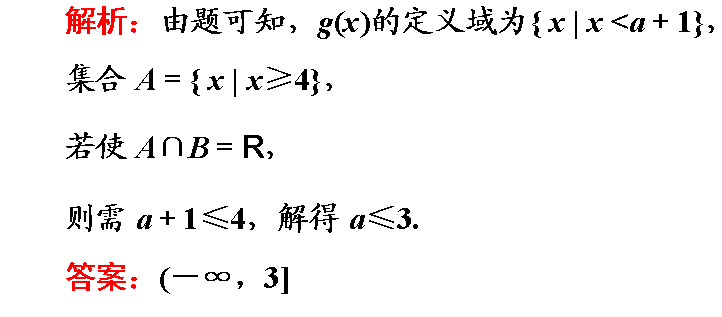 解析：由题可知，g(x)的定义域为{x|x<a+1}，
集合 A={x|x≥4}，
若使 A∩B=R，
则需 a+1≤4，解得 a≤3.
答案：(－∞，3]